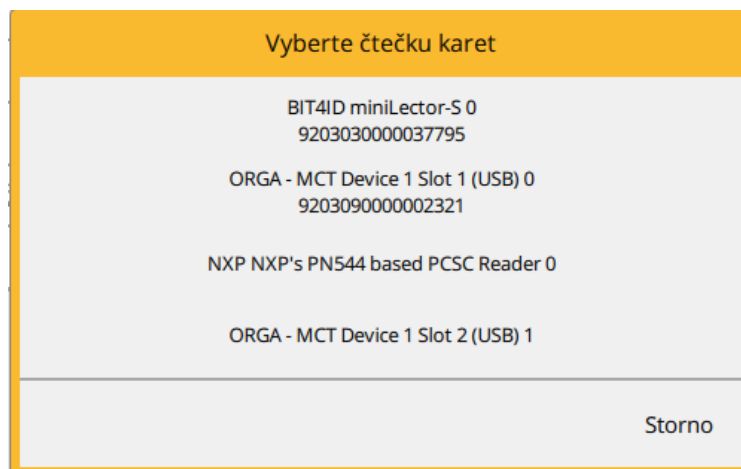 Vyberte čtečku karet
BIT4ID miniLector-S 0
9203030000037795
ORGA - MCT Device 1 Slot 1 (USB) 0
9203090000002321
NXP NXP's PN544 based PCSC Reader 0
ORGA - MCT Device 1 Slot 2 (USB) 1
Storno